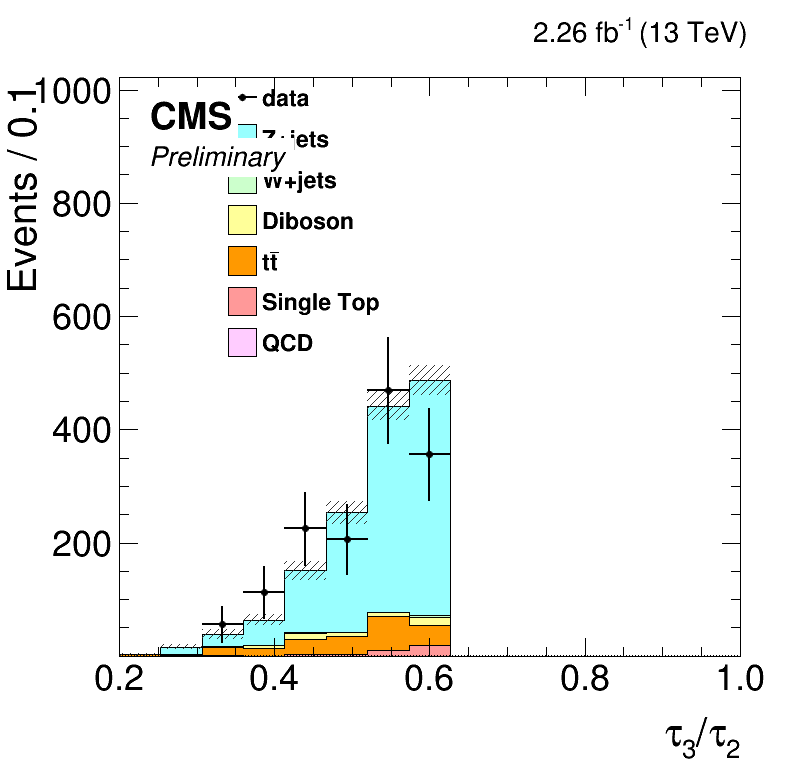 2.26 fb⁻¹ (13 TeV)
Events / 0.1
1000
800
600
400
200
CMS
Preliminary
data
Z+jets
W+jets
Diboson
tt̄
Single Top
QCD
0.2 0.4 0.6 0.8 1.0
τ₃/τ₂